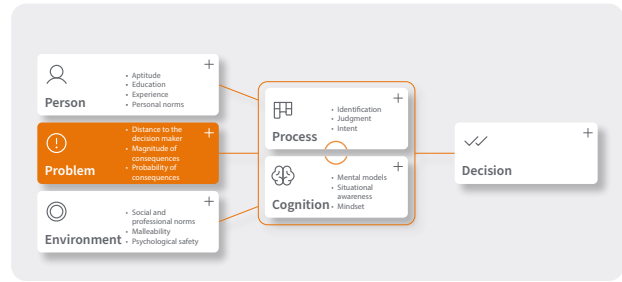 Person
• Aptitude
• Education
• Experience
• Personal norms
Problem
• Distance to the
decision maker
• Magnitude of
consequences
• Probability of
consequences
Environment
• Social and
professional norms
• Malleability
• Psychological safety
Process
• Identification
• Judgment
• Intent
Cognition
• Mental models
• Situational
awareness
• Mindset
Decision